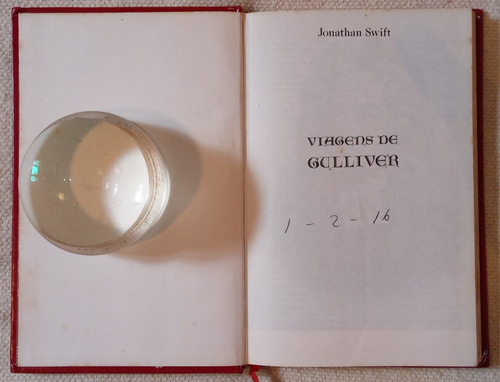 Jonathan Swift
VIAGENS DE
GULLIVER
1 - 2 - 16